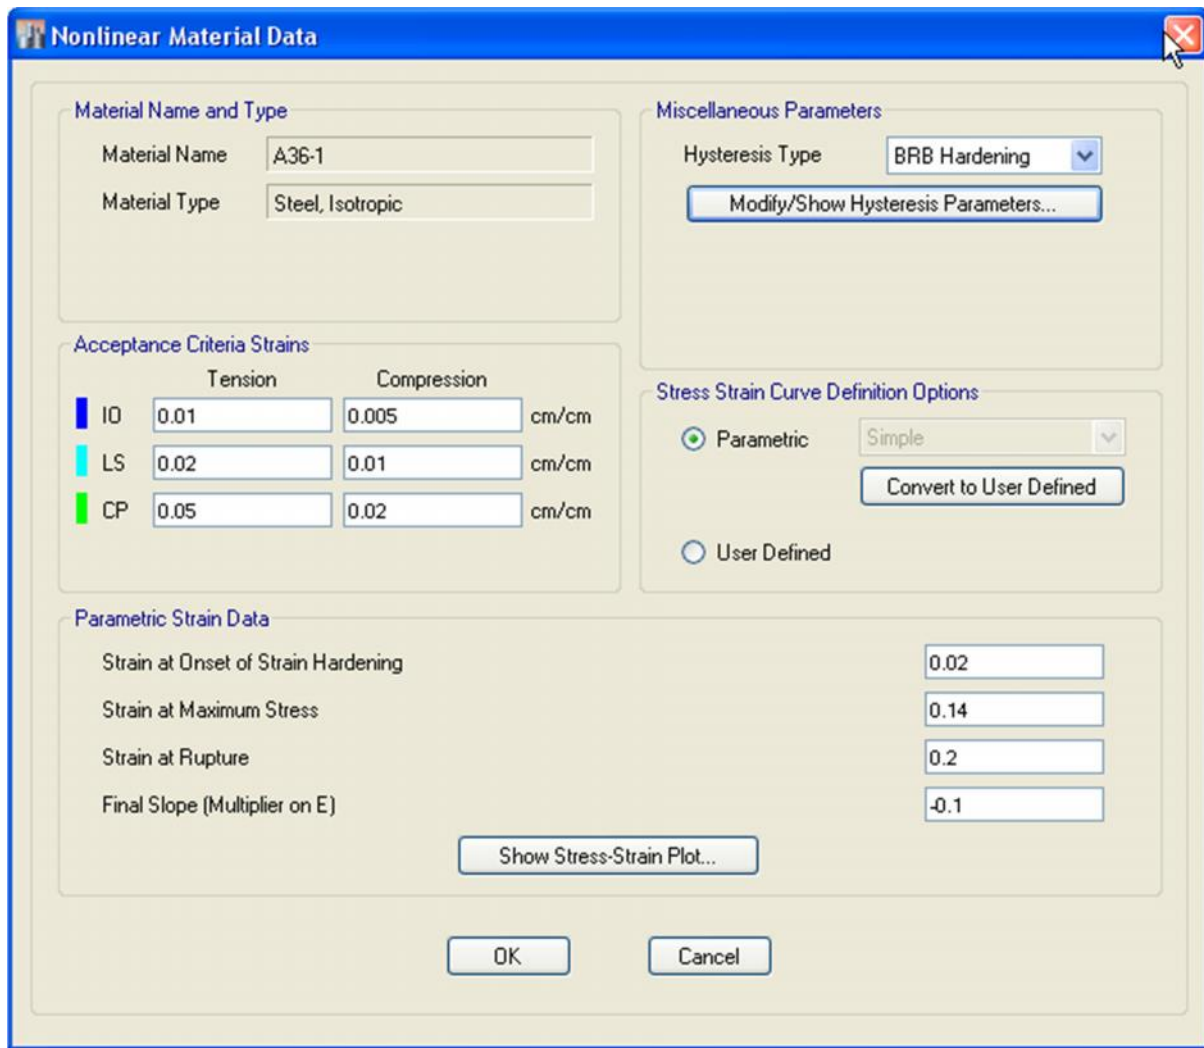 Nonlinear Material Data
Material Name and Type
Material Name A36-1
Material Type Steel, Isotropic
Miscellaneous Parameters
Hysteresis Type BRB Hardening
Modify/Show Hysteresis Parameters...
Acceptance Criteria Strains
Tension Compression
IO 0.01 0.005 cm/cm
LS 0.02 0.01 cm/cm
CP 0.05 0.02 cm/cm
Stress Strain Curve Definition Options
Parametric Simple
Convert to User Defined
User Defined
Parametric Strain Data
Strain at Onset of Strain Hardening 0.02
Strain at Maximum Stress 0.14
Strain at Rupture 0.2
Final Slope (Multiplier on E) -0.1
Show Stress-Strain Plot...
OK Cancel